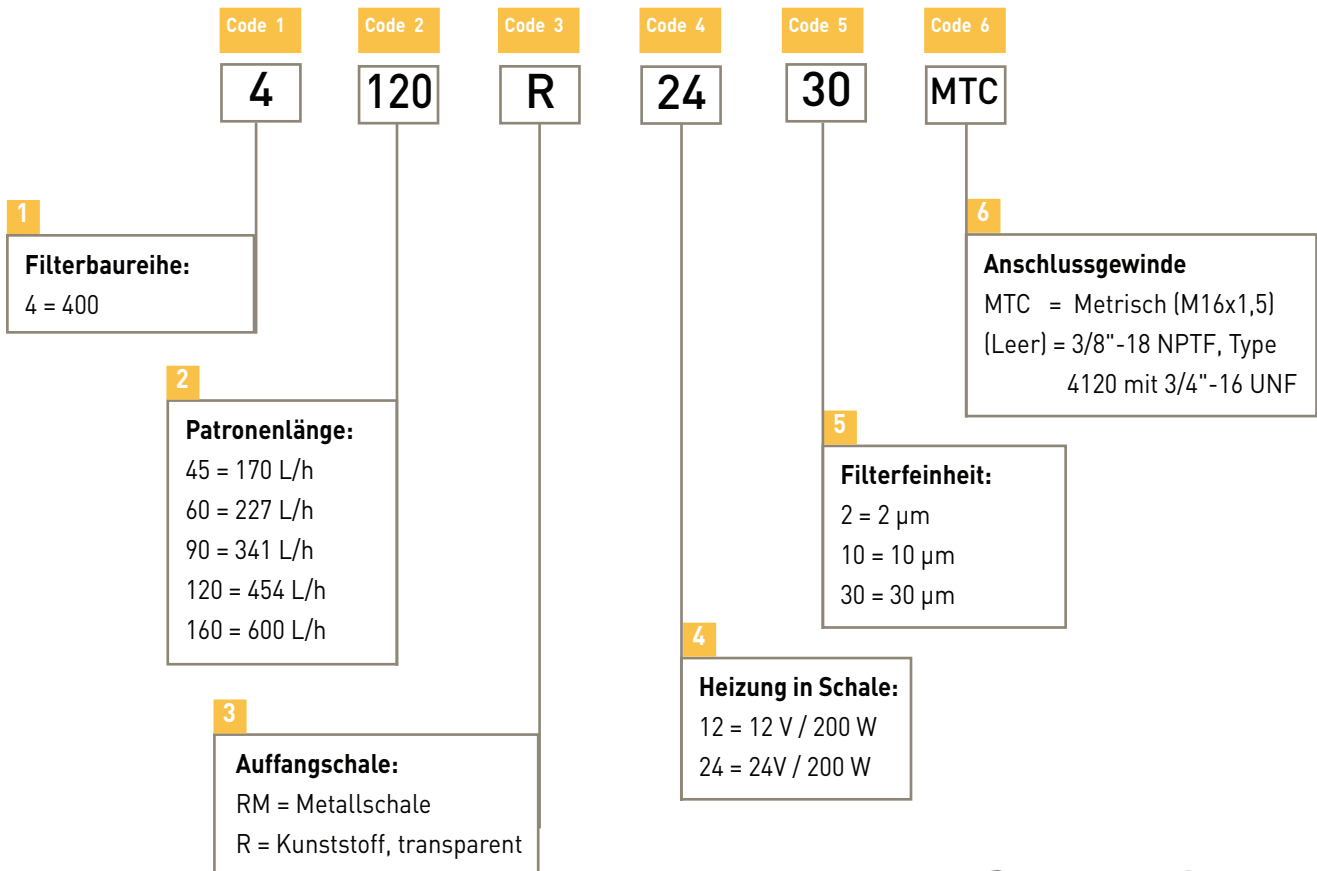 Code 1 Code 2 Code 3 Code 4 Code 5 Code 6
4 120 R 24 30 MTC
1
Filterbaureihe:
4 = 400
6
Anschlussgewinde
MTC = Metrisch (M16x1,5)
(Leer) = 3/8"-18 NPTF, Type
4120 mit 3/4"-16 UNF
2
Patronenlänge:
45 = 170 L/h
60 = 227 L/h
90 = 341 L/h
120 = 454 L/h
160 = 600 L/h
5
Filterfeinheit:
2 = 2 µm
10 = 10 µm
30 = 30 µm
4
Heizung in Schale:
12 = 12 V / 200 W
24 = 24V / 200 W
3
Auffangschale:
RM = Metallschale
R = Kunststoff, transparent